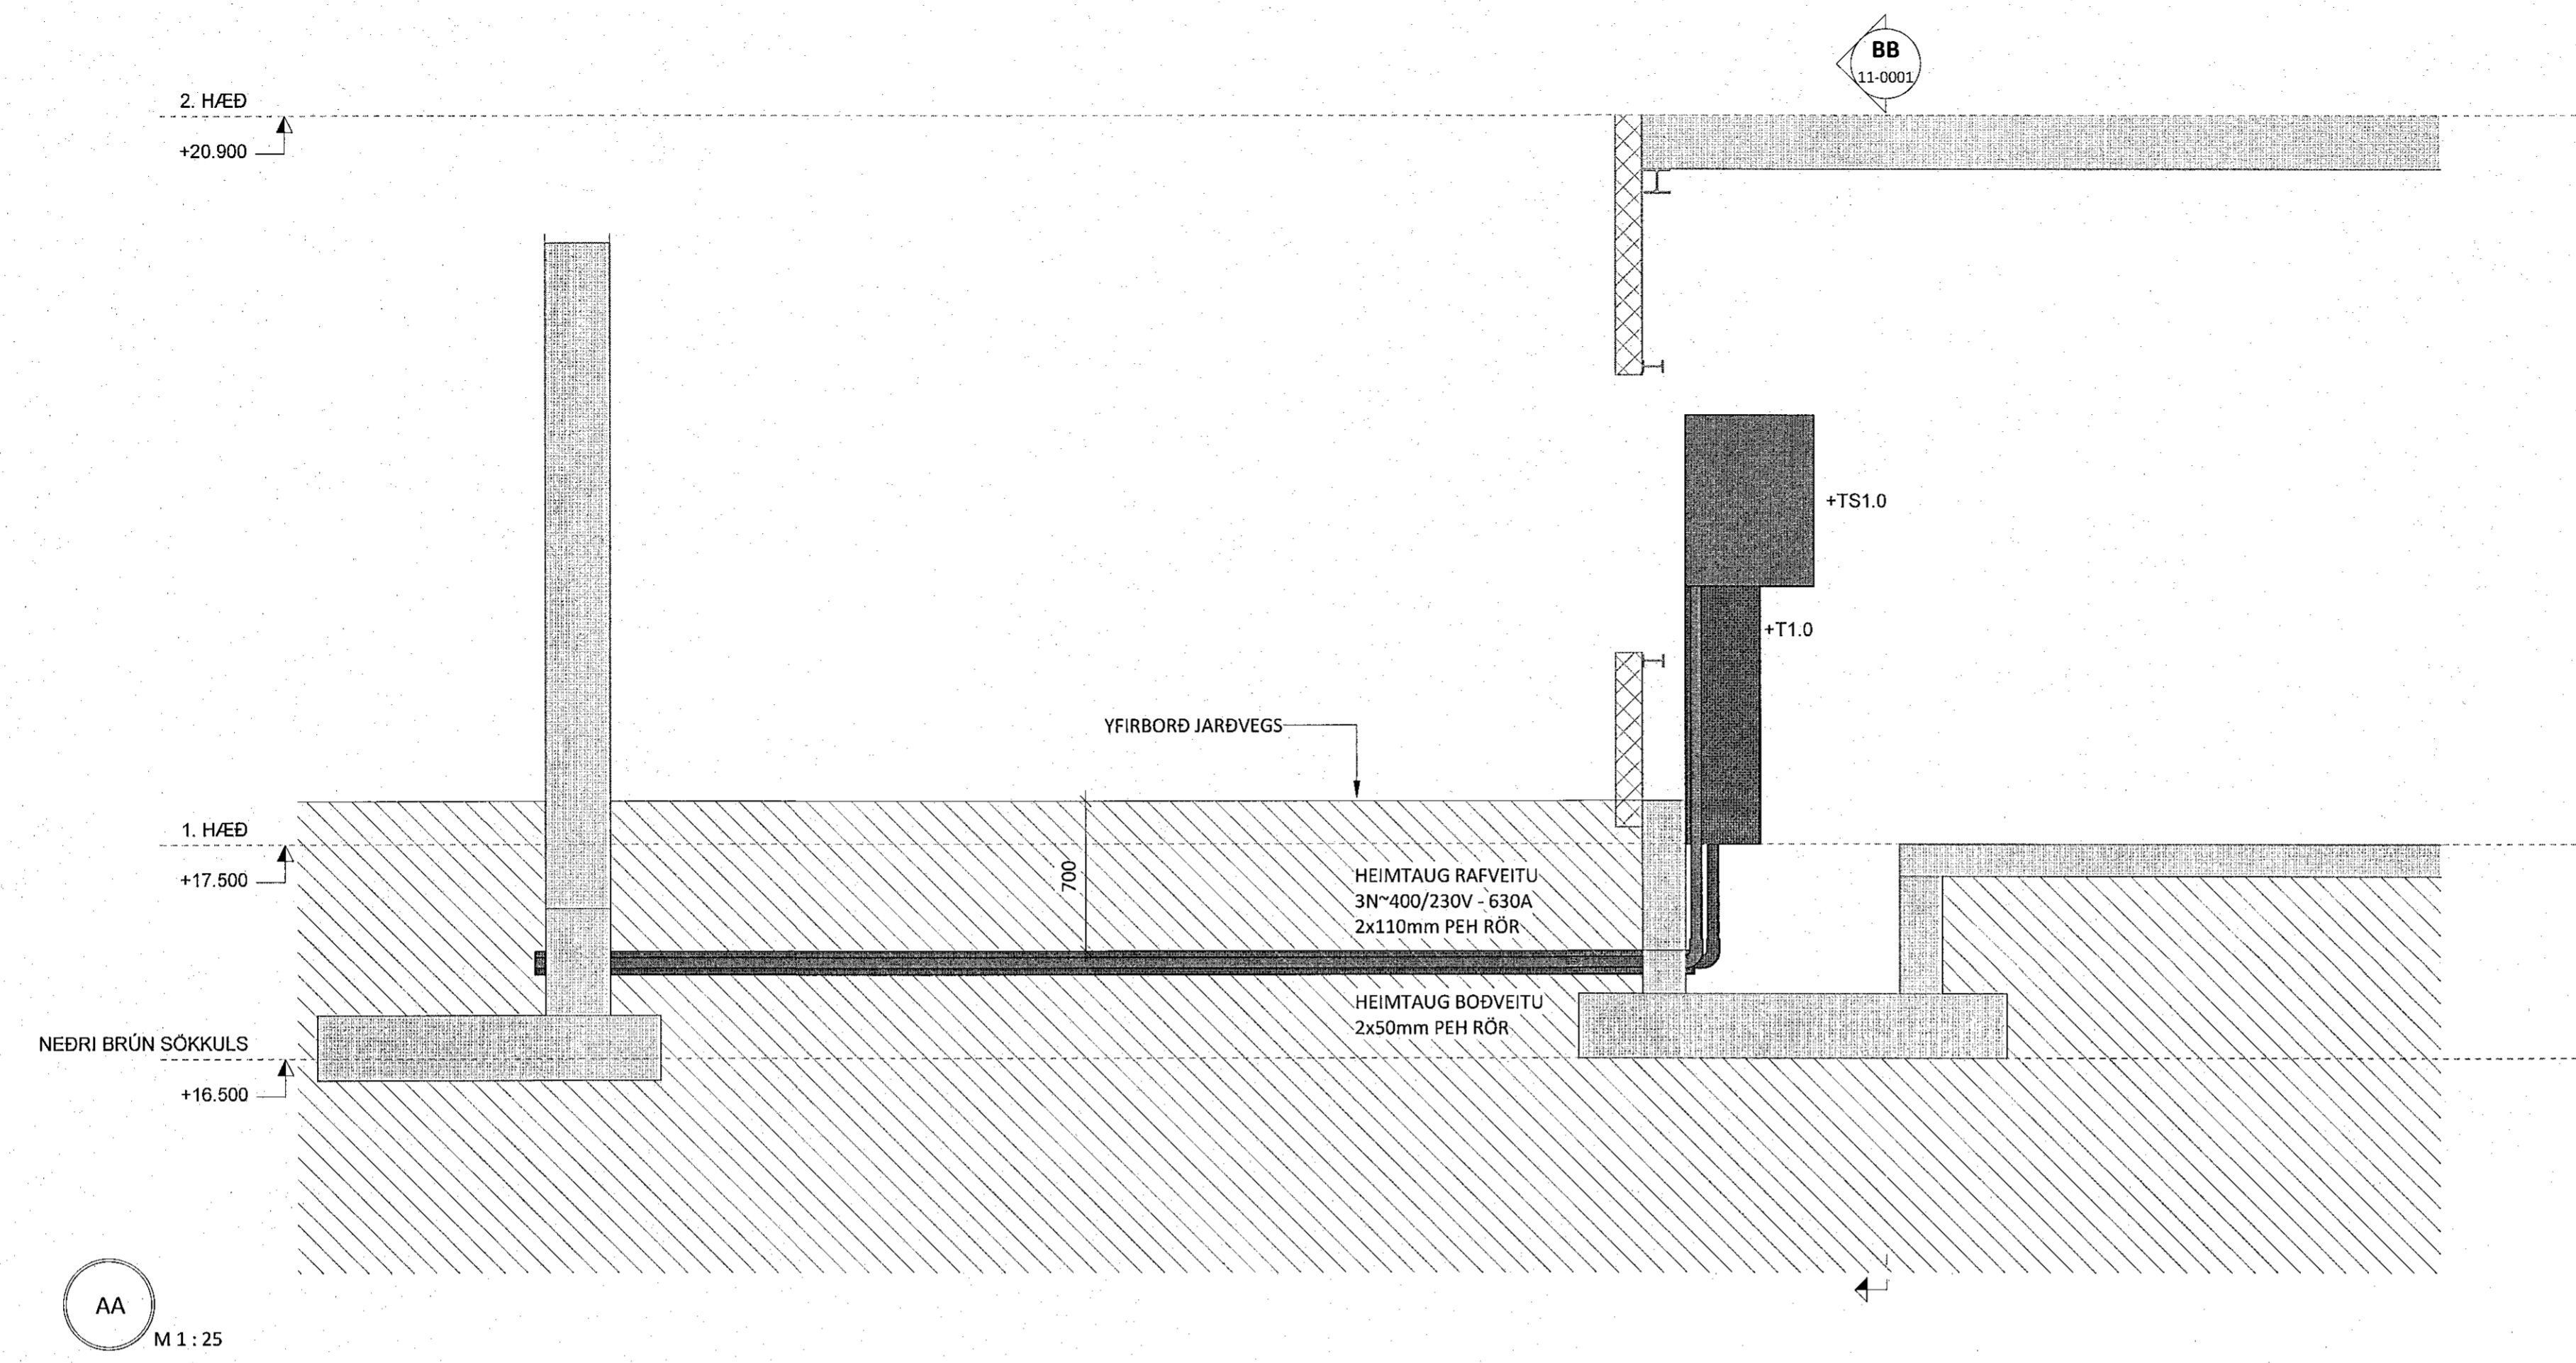 BB
11-0001
2. HÆÐ
+20.900
+TS1.0
+T1.0
YFIRBORÐ JARÐVEGS
1. HÆÐ
+17.500
700
HEIMTAUG RAFVEITU
3N~400/230V - 630A
2x110mm PEH RÖR
HEIMTAUG BOÐVEITU
2x50mm PEH RÖR
NEÐRI BRÚN SÖKKULS
+16.500
AA
M 1 : 25